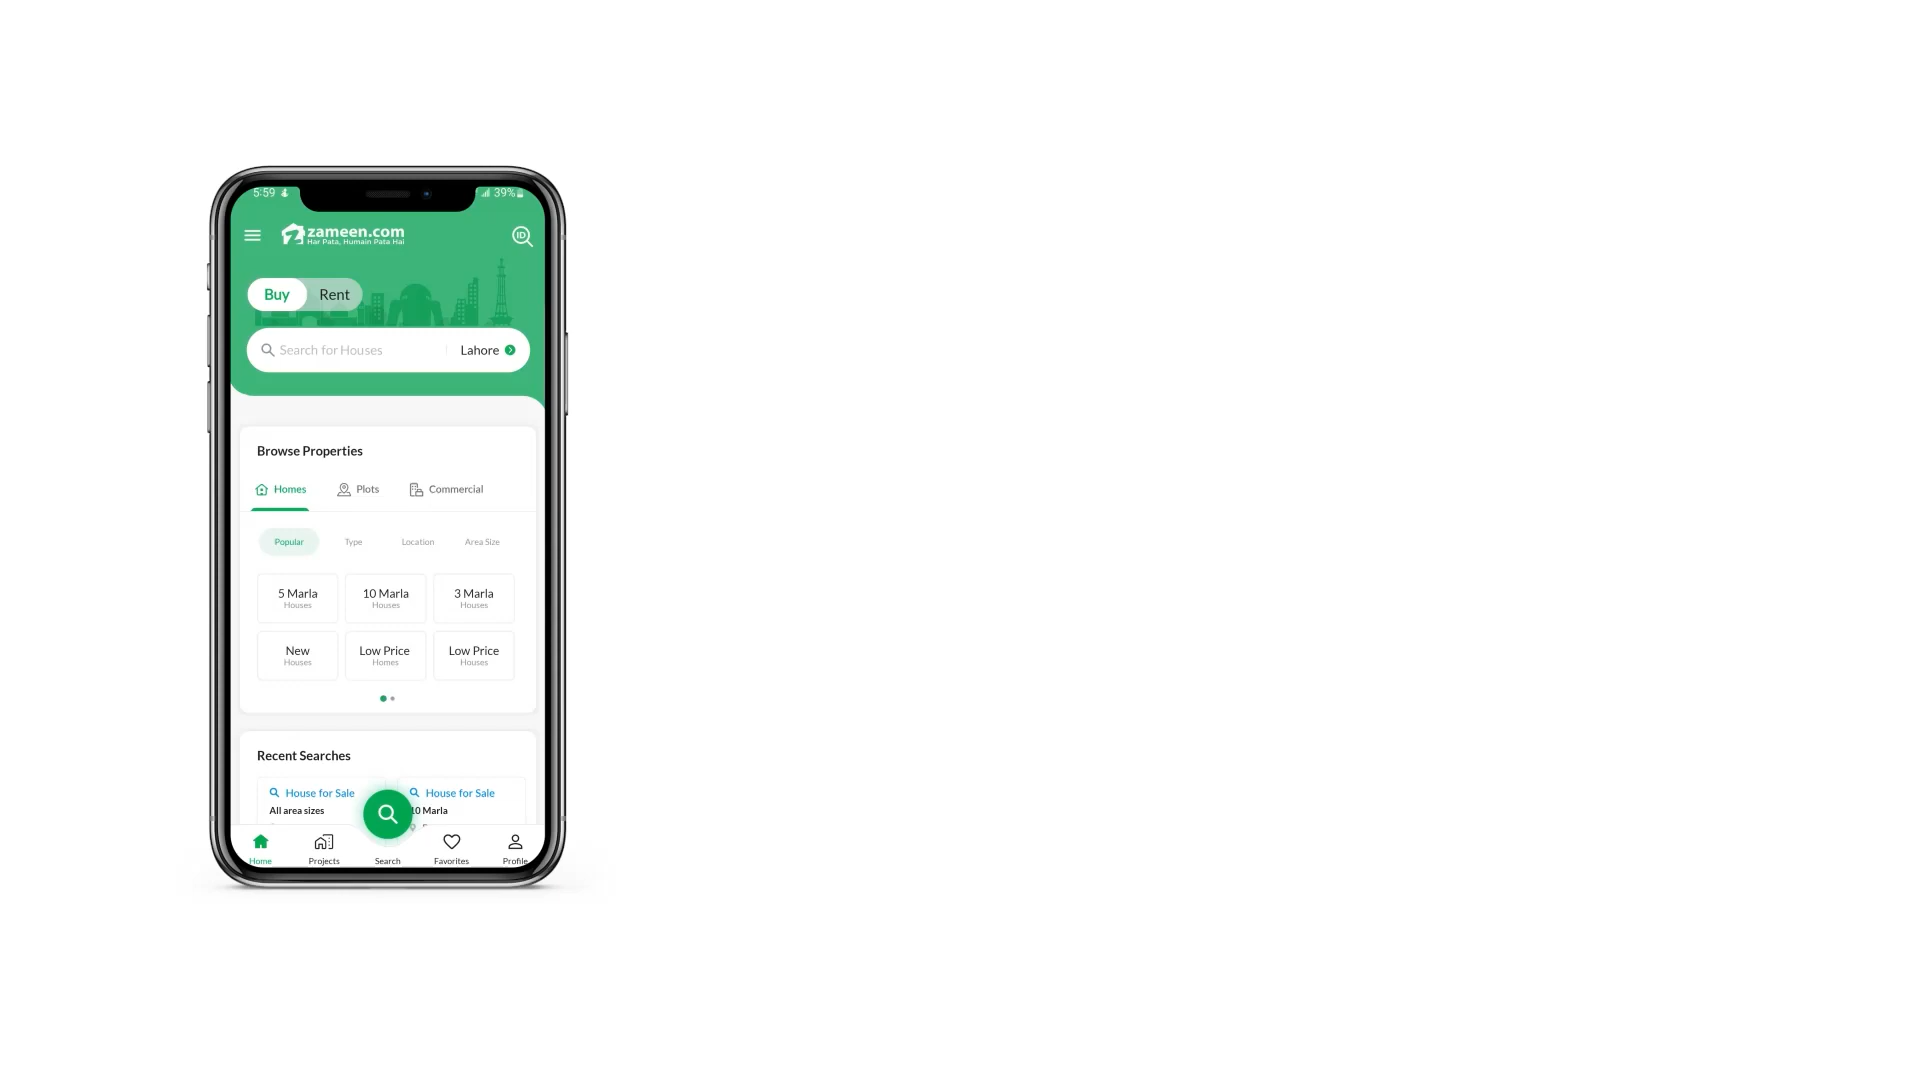 5:59
39%
zameen.com
Har Pata, Humain Pata Hai
ID
Buy Rent
Search for Houses Lahore
Browse Properties
Homes Plots Commercial
Popular Type Location Area Size
5 Marla 10 Marla 3 Marla
Houses Houses Houses
New Low Price Low Price
Houses Homes Houses
Recent Searches
House for Sale House for Sale
All area sizes 10 Marla
Home Projects Search Favorites Profile